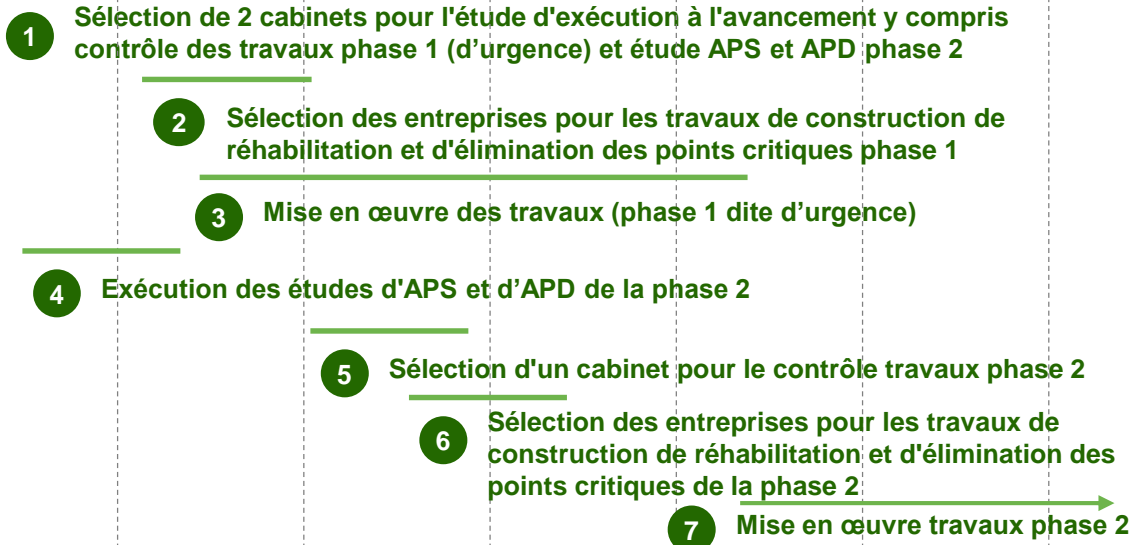 1 Sélection de 2 cabinets pour l'étude d'exécution à l'avancement y compris
contrôle des travaux phase 1 (d’urgence) et étude APS et APD phase 2
2 Sélection des entreprises pour les travaux de construction de
réhabilitation et d'élimination des points critiques phase 1
3 Mise en œuvre des travaux (phase 1 dite d’urgence)
4 Exécution des études d'APS et d’APD de la phase 2
5 Sélection d'un cabinet pour le contrôle travaux phase 2
6 Sélection des entreprises pour les travaux de
construction de réhabilitation et d'élimination des
points critiques de la phase 2
7 Mise en œuvre travaux phase 2